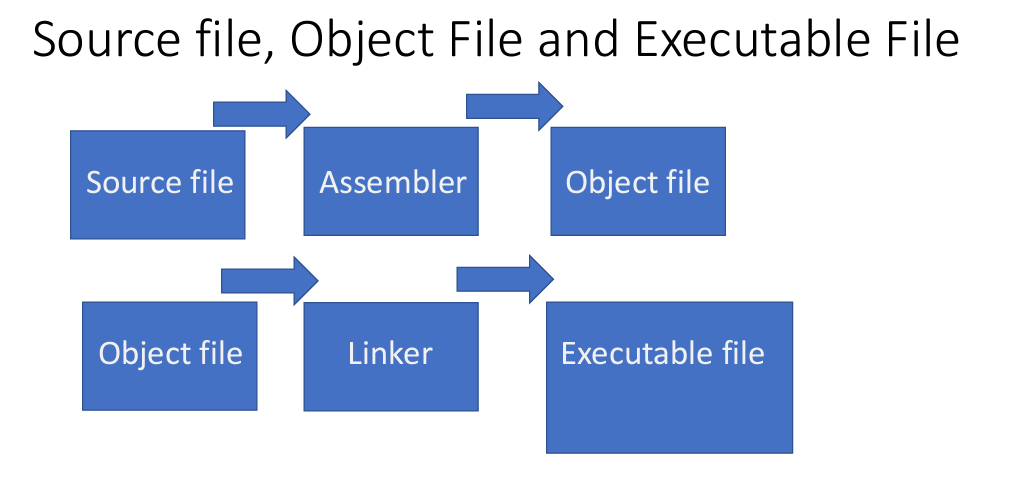 Source file, Object File and Executable File
Source file
Assembler
Object file
Object file
Linker
Executable file